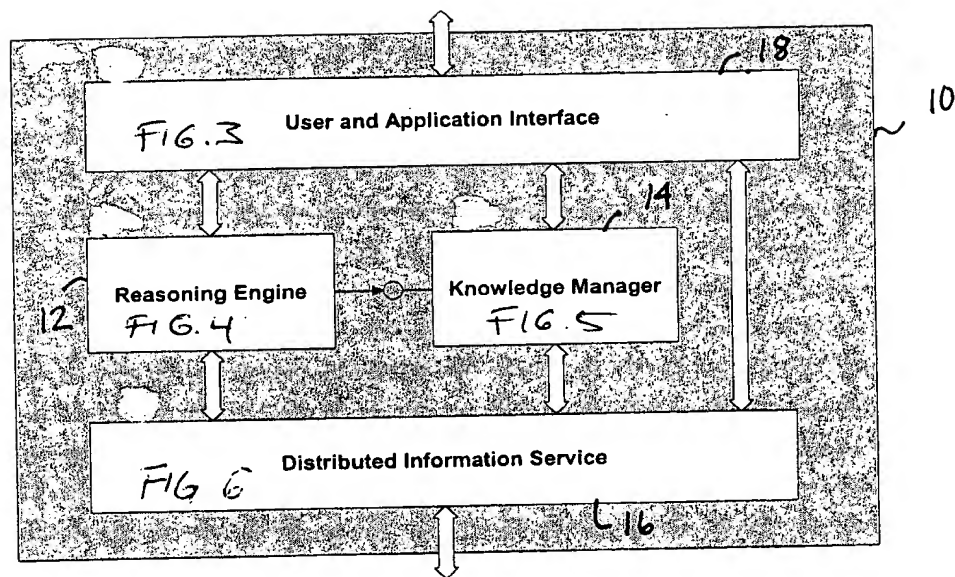 18
10
FIG.3 User and Application Interface
14
Reasoning Engine
Knowledge Manager
12
FIG.4
FIG.5
Distributed Information Service
FIG 6
16